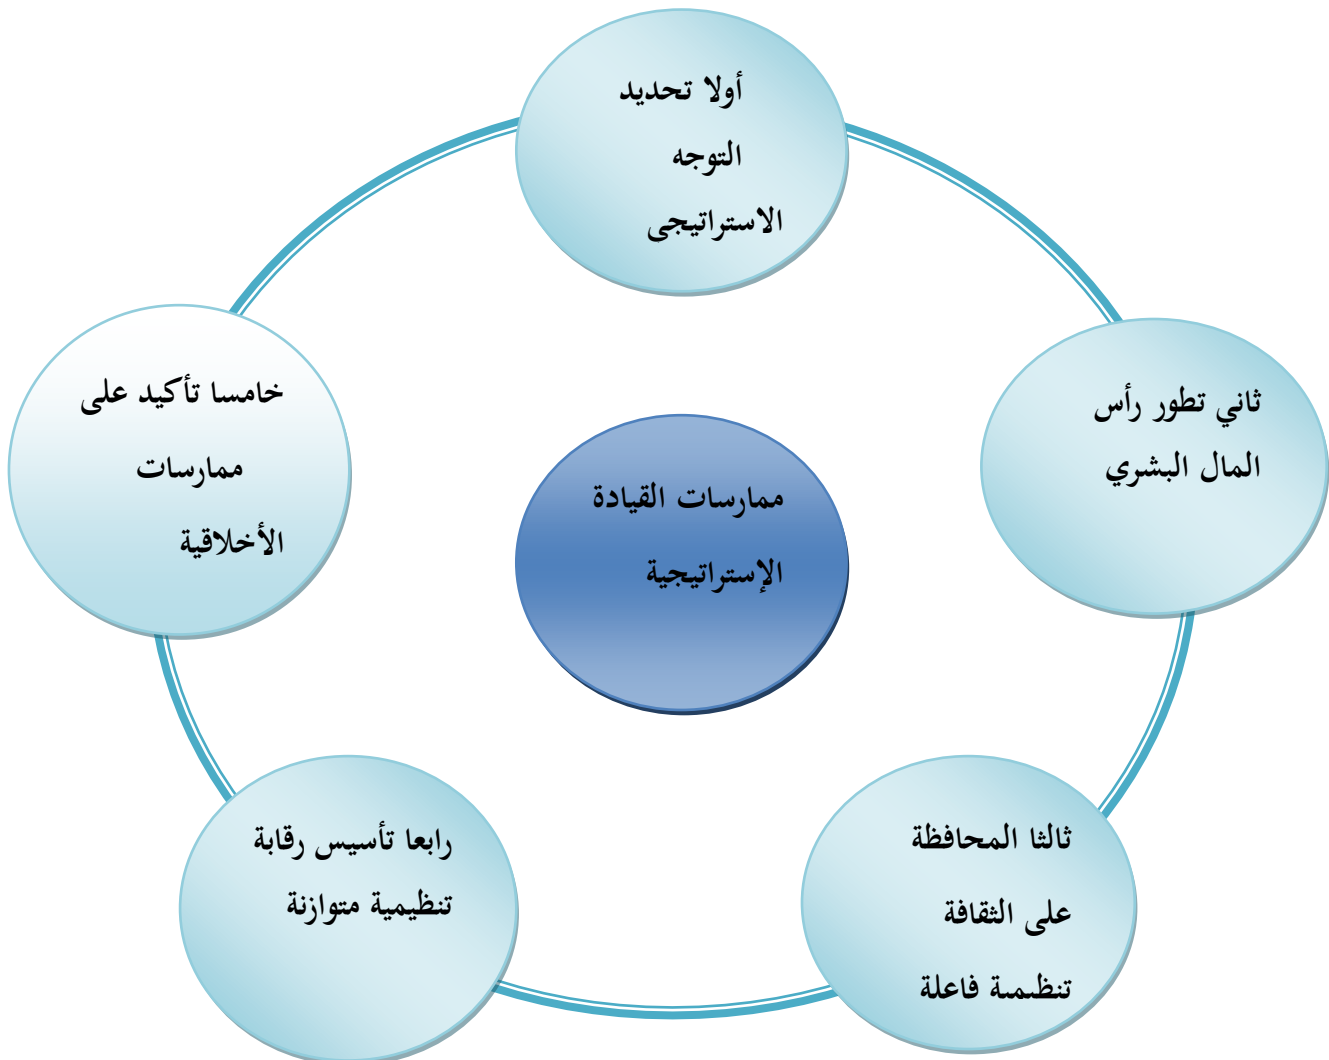 أولا تحديد
التوجه
الاستراتيجى
ثاني تطور رأس
المال البشري
ثالثا المحافظة
على الثقافة
تنظيمية فاعلة
رابعا تأسيس رقابة
تنظيمية متوازنة
خامسا تأكيد على
ممارسات
الأخلاقية
ممارسات القيادة
الإستراتيجية